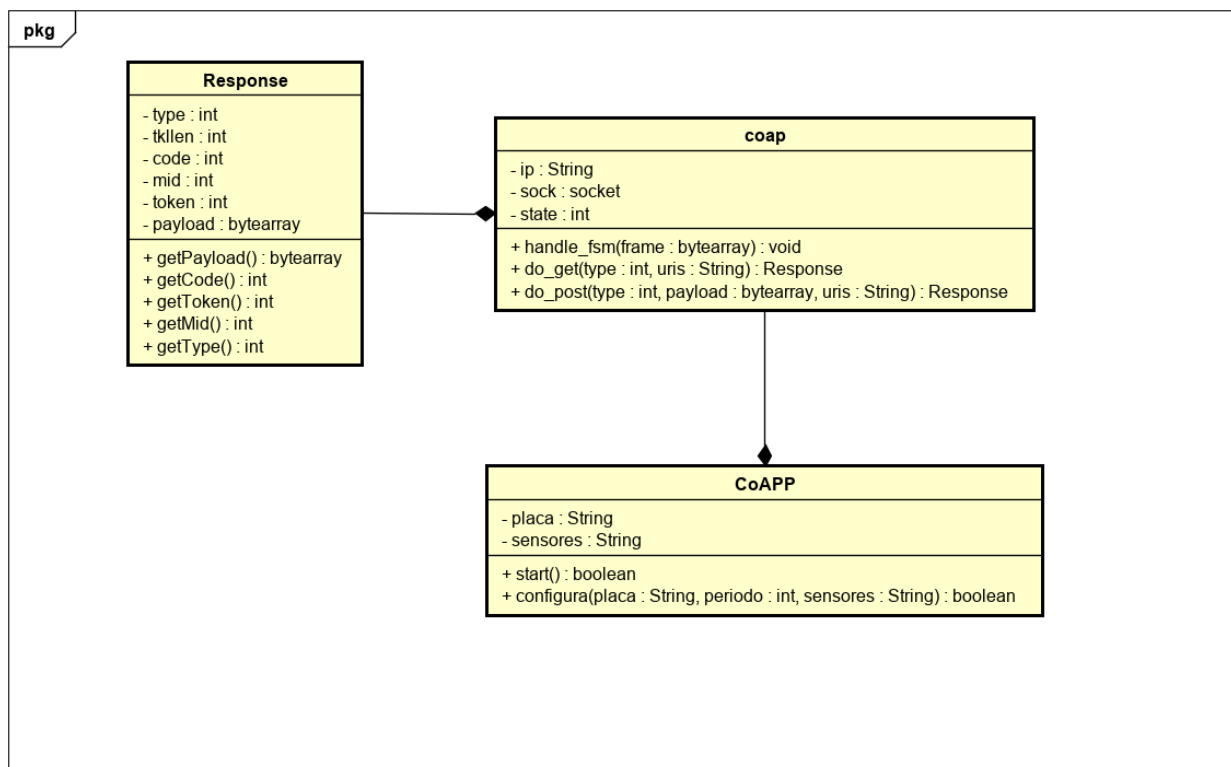 pkg
Response
- type : int
- tkllen : int
- code : int
- mid : int
- token : int
- payload : bytearray
+ getPayload() : bytearray
+ getCode() : int
+ getToken() : int
+ getMid() : int
+ getType() : int
coap
- ip : String
- sock : socket
- state : int
+ handle_fsm(frame : bytearray) : void
+ do_get(type : int, uris : String) : Response
+ do_post(type : int, payload : bytearray, uris : String) : Response
CoAPP
- placa : String
- sensores : String
+ start() : boolean
+ configura(placa : String, periodo : int, sensores : String) : boolean